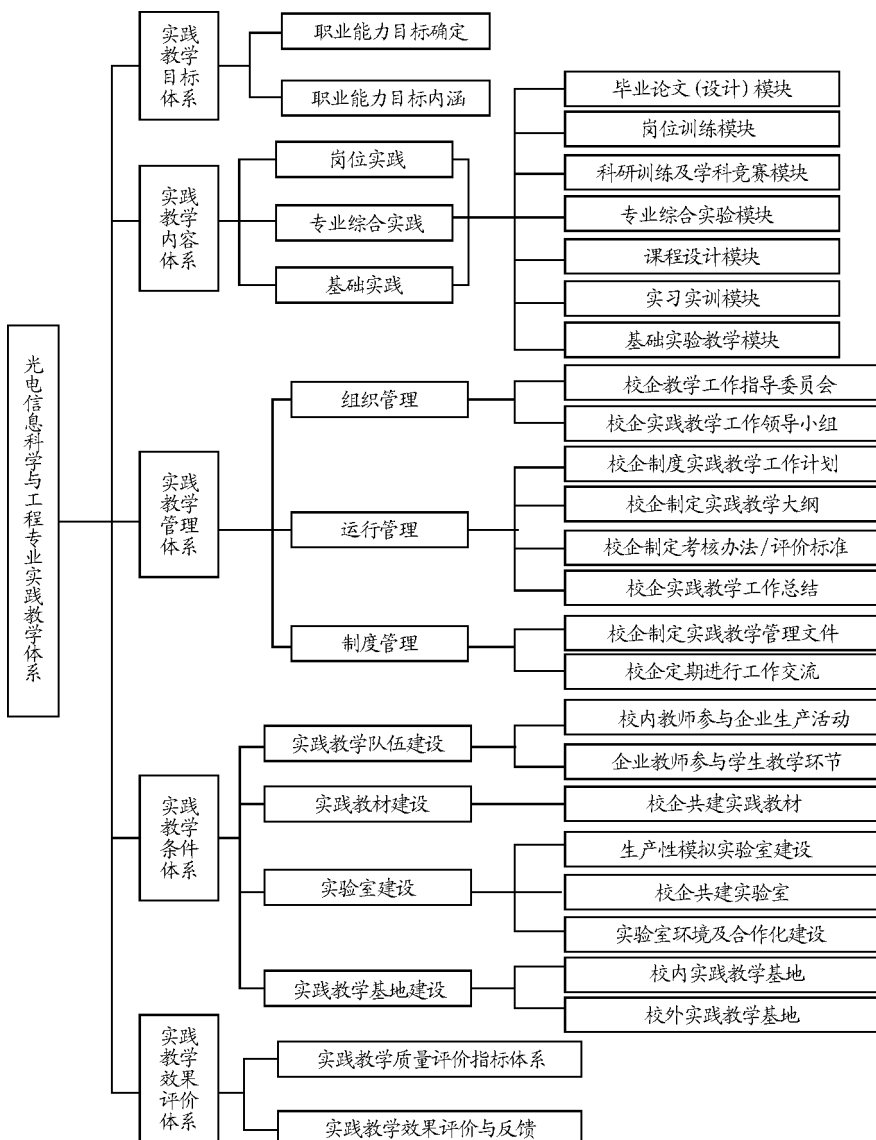 光电信息科学与工程专业实践教学体系
实践
教学
目标
体系
职业能力目标确定
职业能力目标内涵
实践
教学
内容
体系
岗位实践
专业综合实践
基础实践
毕业论文(设计)模块
岗位训练模块
科研训练及学科竞赛模块
专业综合实验模块
课程设计模块
实习实训模块
基础实验教学模块
实践
教学
管理
体系
组织管理
校企教学工作指导委员会
校企实践教学工作领导小组
运行管理
校企制度实践教学工作计划
校企制定实践教学大纲
校企制定考核办法/评价标准
校企实践教学工作总结
制度管理
校企制定实践教学管理文件
校企定期进行工作交流
实践
教学
条件
体系
实践教学队伍建设
校内教师参与企业生产活动
企业教师参与学生教学环节
实践教材建设
校企共建实践教材
实验室建设
生产性模拟实验室建设
校企共建实验室
实验室环境及合作化建设
实践教学基地建设
校内实践教学基地
校外实践教学基地
实践
教学
效果
评价
体系
实践教学质量评价指标体系
实践教学效果评价与反馈